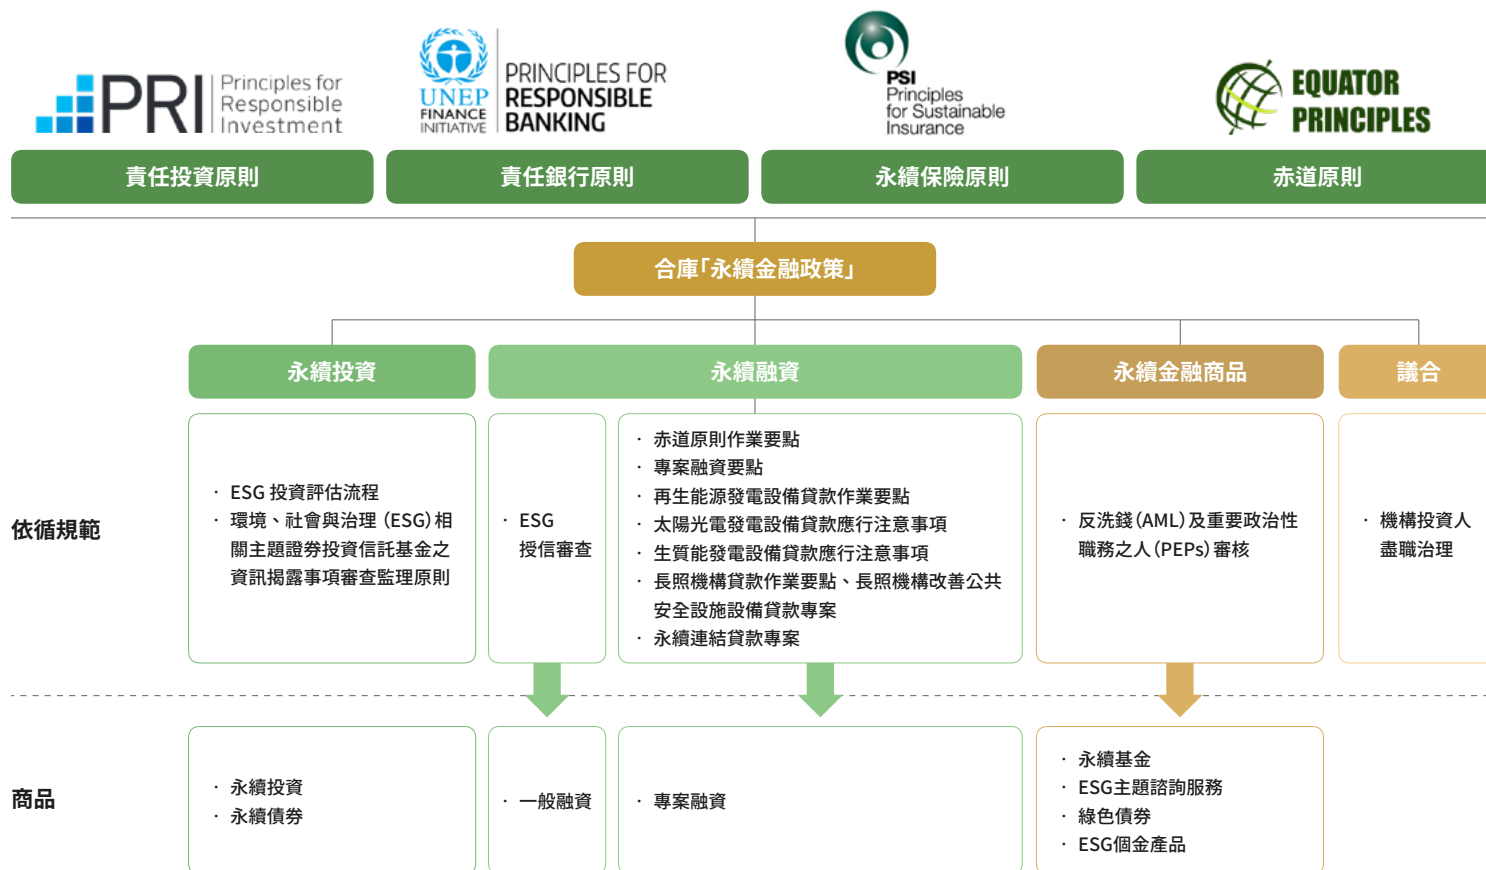 PRI
Principles for
Responsible
Investment
UNEP
FINANCE
INITIATIVE
PRINCIPLES FOR
RESPONSIBLE
BANKING
PSI
Principles
for Sustainable
Insurance
EQUATOR
PRINCIPLES
責任投資原則
責任銀行原則
永續保險原則
赤道原則
合庫「永續金融政策」
永續投資
永續融資
永續金融商品
議合
依循規範
· ESG 投資評估流程
· 環境、社會與治理 (ESG) 相
關主題證券投資信託基金之
資訊揭露事項審查監理原則
· ESG
授信審查
· 赤道原則作業要點
· 專案融資要點
· 再生能源發電設備貸款作業要點
· 太陽光電發電設備貸款應行注意事項
· 生質能發電設備貸款應行注意事項
· 長照機構貸款作業要點、長照機構改善公共
安全設施設備貸款專案
· 永續連結貸款專案
· 反洗錢 (AML) 及重要政治性
職務之人 (PEPs) 審核
· 機構投資人
盡職治理
商品
· 永續投資
· 永續債券
· 一般融資
· 專案融資
· 永續基金
· ESG主題諮詢服務
· 綠色債券
· ESG個金產品